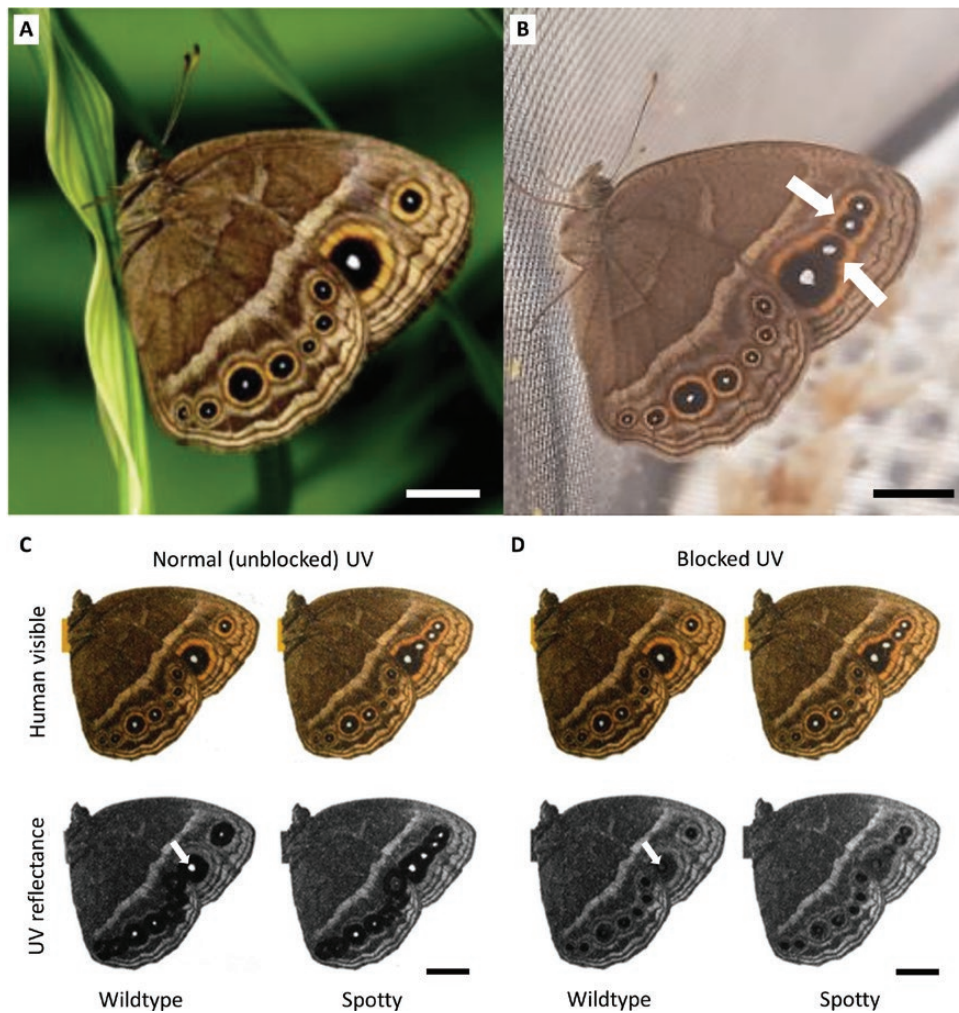 A
B
C
D
Normal (unblocked) UV
Blocked UV
Human visible
UV reflectance
Wildtype
Spotty
Wildtype
Spotty